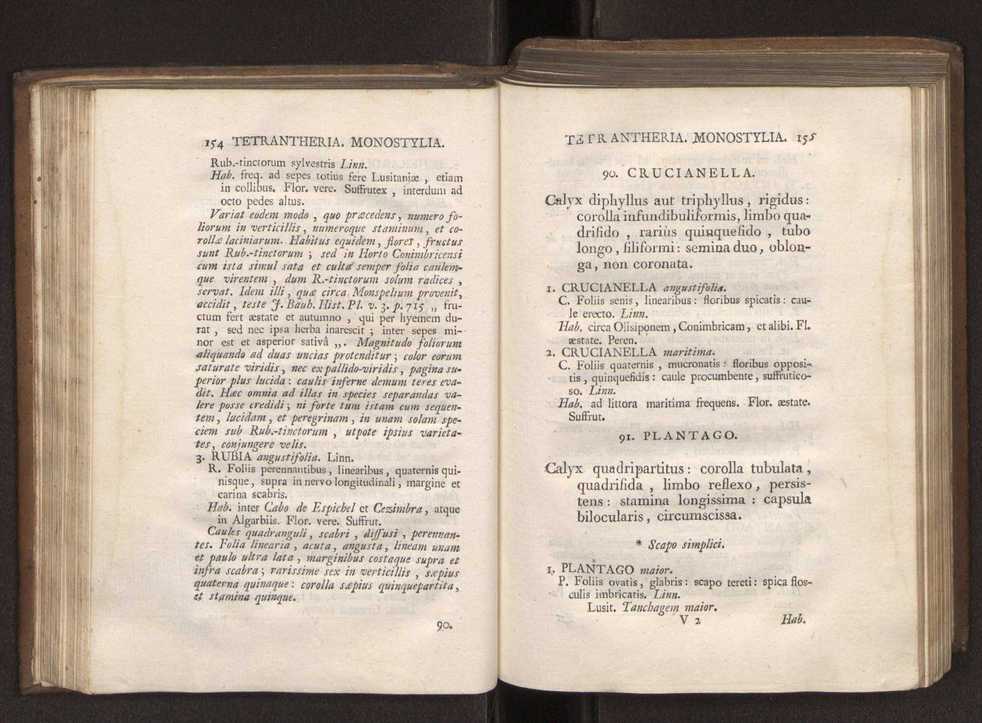 154 TETRANTHERIA. MONOSTYLIA.
Rub.-tinctorum sylvestris Linn.
Hab. freq. ad sepes totius fere Lusitaniæ , etiam
in collibus. Flor. vere. Suffrutex , interdum ad
octo pedes altus.
Variat eodem modo , quo præcedens , numero fo-
liorum in verticillis , numeroque staminum , et co-
rollæ laciniarum. Habitus equidem , flores , fructus
sunt Rub.-tinctorum ; sed in Horto Conimbricensi
cum ista simul sata et culta semper folia caulem-
que virentem , dum R.-tinctorum solum radices ,
servat. Idem illi , quæ circa Monspelium provenit,
accidit , teste J. Bauh. Hist. Pl. v. 3. p. 715 „ fru-
ctum fert æstate et autumno , qui per hyemem du-
rat , sed nec ipsa herba inarescit ; inter sepes mi-
nor est et asperior sativâ „. Magnitudo foliorum
aliquando ad duas uncias protenditur ; color eorum
saturate viridis , nec ex pallido-viridis , pagina su-
perior plus lucida : caulis inferne demum teres eva-
dit. Hæc omnia ad illas in species separandas va-
lere posse credidi ; ni forte tum istam cum sequen-
tem , lucidam , et peregrinam , in unam solam spe-
ciem sub Rub.-tinctorum , utpote ipsius varieta-
tes , conjungere velis.
3. RUBIA angustifolia. Linn.
R. Foliis perennantibus , linearibus , quaternis qui-
nisque , supra in nervo longitudinali , margine et
carina scabris.
Hab. inter Cabo de Espichel et Cezimbra , atque
in Algarbiis. Flor. vere. Suffrut.
Caules quadranguli , scabri , diffusi , perennan-
tes. Folia linearia , acuta , angusta , lineam unam
et paulo ultra lata , marginibus costaque supra et
infra scabra ; rarissime sex in verticillis , sæpius
quaterna quinaque : corolla sæpius quinquepartita ,
et stamina quinque.
90.
TETRANTHERIA. MONOSTYLIA. 155
90. CRUCIANELLA.
Calyx diphyllus aut triphyllus , rigidus :
corolla infundibuliformis, limbo qua-
drifido , rarius quinquefido , tubo
longo , filiformi : semina duo , oblon-
ga , non coronata.
1. CRUCIANELLA angustifolia.
C. Foliis senis , linearibus : floribus spicatis : cau-
le erecto. Linn.
Hab. circa Olisiponem , Conimbricam , et alibi. Fl.
æstate. Peren.
2. CRUCIANELLA maritima.
C. Foliis quaternis , mucronatis : floribus opposi-
tis , quinquefidis : caule procumbente , suffrutico-
so. Linn.
Hab. ad littora maritima frequens. Flor. æstate.
Suffrut.
91. PLANTAGO.
Calyx quadripartitus : corolla tubulata ,
quadrifida , limbo reflexo , persis-
tens : stamina longissima : capsula
bilocularis , circumscissa.
* Scapo simplici.
1. PLANTAGO maior.
P. Foliis ovatis , glabris : scapo tereti : spica flos-
culis imbricatis. Linn.
Lusit. Tanchagem maior.
V 2 Hab.